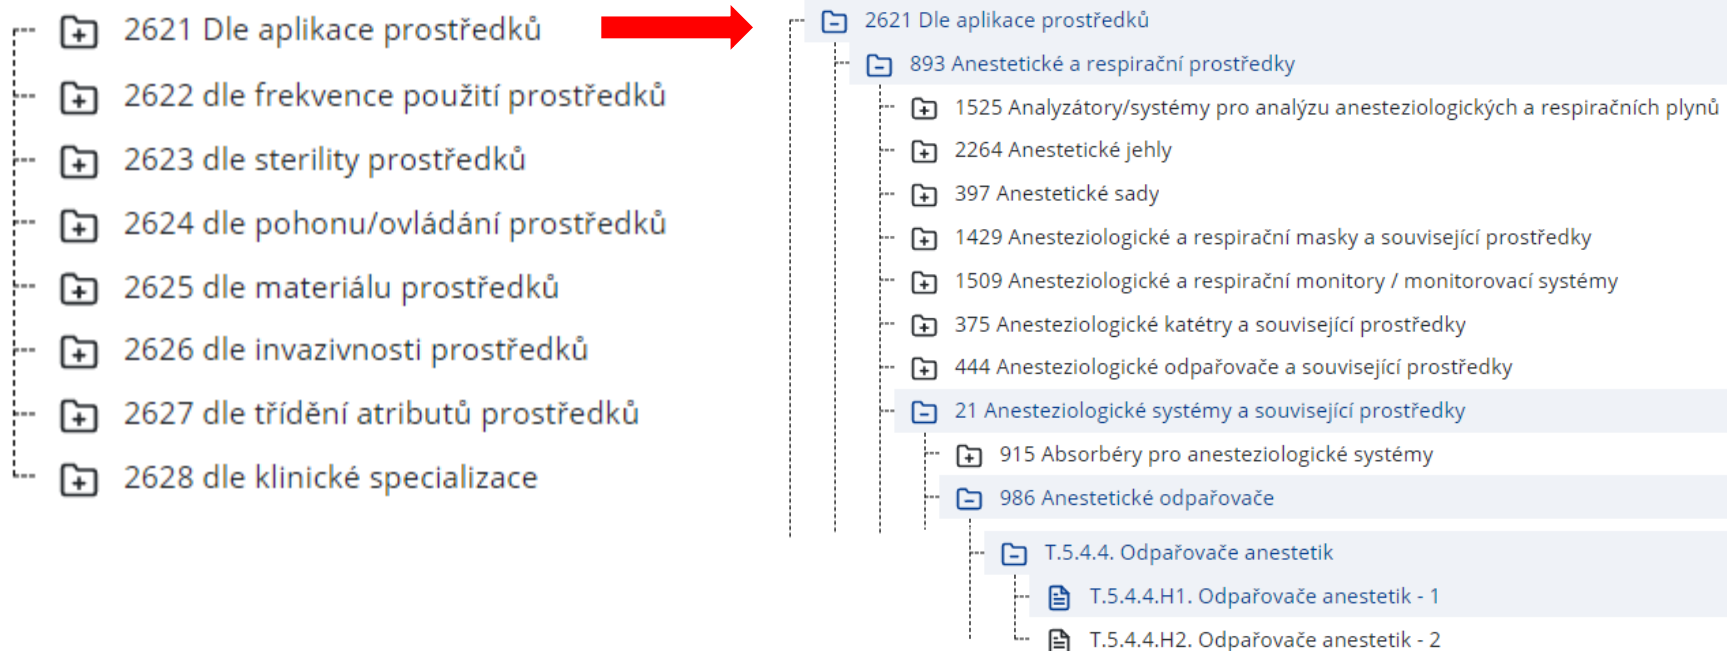 2621 Dle aplikace prostředků
2622 dle frekvence použití prostředků
2623 dle sterility prostředků
2624 dle pohonu/ovládání prostředků
2625 dle materiálu prostředků
2626 dle invazivnosti prostředků
2627 dle třídění atributů prostředků
2628 dle klinické specializace
2621 Dle aplikace prostředků
893 Anestetické a respirační prostředky
1525 Analyzátory/systémy pro analýzu anesteziologických a respiračních plynů
2264 Anestetické jehly
397 Anestetické sady
1429 Anesteziologické a respirační masky a související prostředky
1509 Anesteziologické a respirační monitory / monitorovací systémy
375 Anesteziologické katétry a související prostředky
444 Anesteziologické odpařovače a související prostředky
21 Anesteziologické systémy a související prostředky
915 Absorbéry pro anesteziologické systémy
986 Anestetické odpařovače
T.5.4.4. Odpařovače anestetik
T.5.4.4.H1. Odpařovače anestetik - 1
T.5.4.4.H2. Odpařovače anestetik - 2